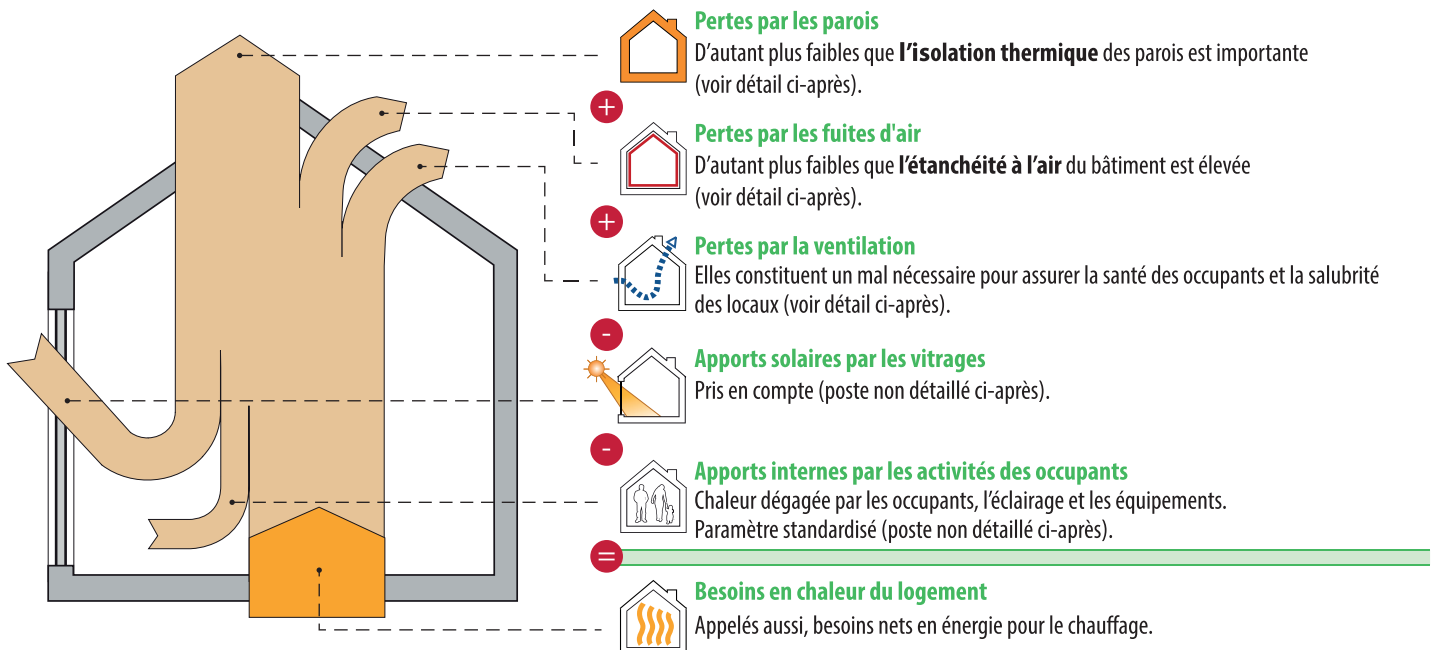 Pertes par les parois
D'autant plus faibles que l'isolation thermique des parois est importante
(voir détail ci-après).
+
Pertes par les fuites d'air
D'autant plus faibles que l'étanchéité à l'air du bâtiment est élevée
(voir détail ci-après).
+
Pertes par la ventilation
Elles constituent un mal nécessaire pour assurer la santé des occupants et la salubrité
des locaux (voir détail ci-après).
-
Apports solaires par les vitrages
Pris en compte (poste non détaillé ci-après).
-
Apports internes par les activités des occupants
Chaleur dégagée par les occupants, l'éclairage et les équipements.
Paramètre standardisé (poste non détaillé ci-après).
=
Besoins en chaleur du logement
Appelés aussi, besoins nets en énergie pour le chauffage.